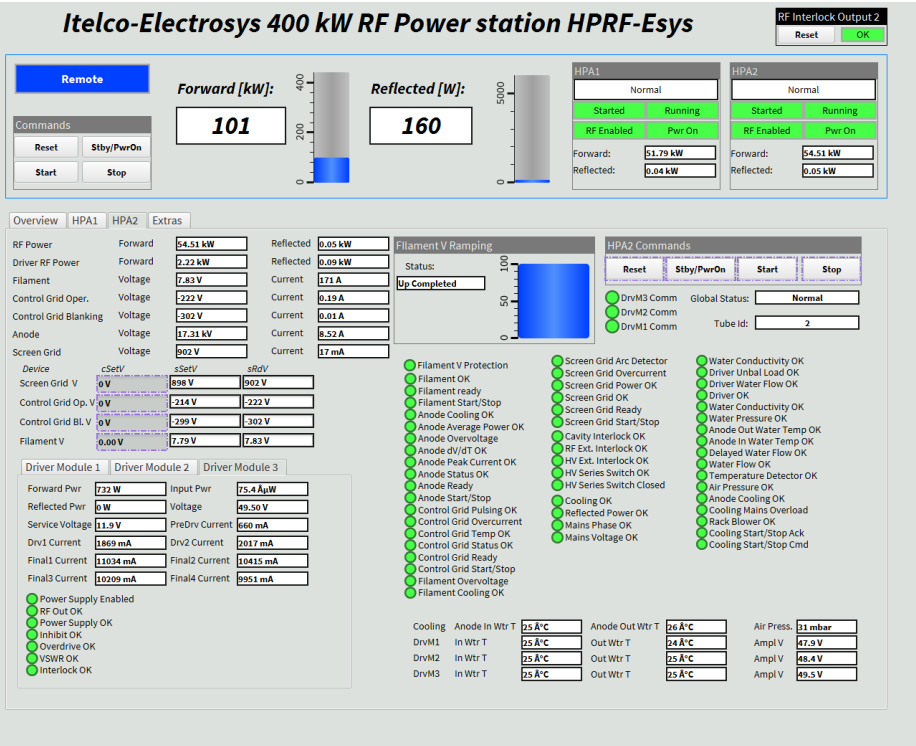 Itelco-Electrosys 400 kW RF Power station HPRF-Esys
RF Interlock Output 2
Reset OK
Remote
Commands
Reset Stby/PwrOn
Start Stop
Forward [kW]:
101
400
200
0
Reflected [W]:
160
5000
0
HPA1
Normal
Started Running
RF Enabled Pwr On
Forward: 51.79 kW
Reflected: 0.04 kW
HPA2
Normal
Started Running
RF Enabled Pwr On
Forward: 54.51 kW
Reflected: 0.05 kW
Overview HPA1 HPA2 Extras
RF Power Forward 54.51 kW Reflected 0.05 kW
Driver RF Power Forward 2.22 kW Reflected 0.09 kW
Filament Voltage 7.83 V Current 171 A
Control Grid Oper. Voltage -222 V Current 0.19 A
Control Grid Blanking Voltage -302 V Current 0.01 A
Anode Voltage 17.31 kV Current 8.52 A
Screen Grid Voltage 902 V Current 17 mA
Device cSetV sSetV sRdV
Screen Grid V 0 V 898 V 902 V
Control Grid Op. V 0 V -214 V -222 V
Control Grid Bl. V 0 V -299 V -302 V
Filament V 0.00 V 7.79 V 7.83 V
Driver Module 1 Driver Module 2 Driver Module 3
Forward Pwr 732 W Input Pwr 75.4 ÂµW
Reflected Pwr 0 W Voltage 49.50 V
Service Voltage 11.9 V PreDrv Current 660 mA
Drv1 Current 1869 mA Drv2 Current 2017 mA
Final1 Current 11034 mA Final2 Current 10415 mA
Final3 Current 10209 mA Final4 Current 9951 mA
Power Supply Enabled
RF Out OK
Power Supply OK
Inhibit OK
Overdrive OK
VSWR OK
Interlock OK
FIlament V Ramping
Status:
Up Completed
100
50
0
HPA2 Commands
Reset Stby/PwrOn Start Stop
DrvM3 Comm
DrvM2 Comm
DrvM1 Comm
Global Status: Normal
Tube Id: 2
Filament V Protection
Filament OK
Filament ready
Filament Start/Stop
Anode Cooling OK
Anode Average Power OK
Anode Overvoltage
Anode dV/dT OK
Anode Peak Current OK
Anode Status OK
Anode Ready
Anode Start/Stop
Control Grid Pulsing OK
Control Grid Overcurrent
Control Grid Temp OK
Control Grid Status OK
Control Grid Ready
Control Grid Start/Stop
Filament Overvoltage
Filament Cooling OK
Screen Grid Arc Detector
Screen Grid Overcurrent
Screen Grid Power OK
Screen Grid OK
Screen Grid Ready
Screen Grid Start/Stop
Cavity Interlock OK
RF Ext. Interlock OK
HV Ext. Interlock OK
HV Series Switch OK
HV Series Switch Closed
Cooling OK
Reflected Power OK
Mains Phase OK
Mains Voltage OK
Water Conductivity OK
Driver Unbal Load OK
Driver Water Flow OK
Driver OK
Water Conductivity OK
Water Pressure OK
Anode Out Water Temp OK
Anode In Water Temp OK
Delayed Water Flow OK
Water Flow OK
Temperature Detector OK
Air Pressure OK
Anode Cooling OK
Cooling Mains Overload
Rack Blower OK
Cooling Start/Stop Ack
Cooling Start/Stop Cmd
Cooling Anode In Wtr T 25 Â°C Anode Out Wtr T 26 Â°C Air Press. 31 mbar
DrvM1 In Wtr T 25 Â°C Out Wtr T 24 Â°C Ampl V 47.9 V
DrvM2 In Wtr T 25 Â°C Out Wtr T 25 Â°C Ampl V 48.4 V
DrvM3 In Wtr T 25 Â°C Out Wtr T 25 Â°C Ampl V 49.5 V